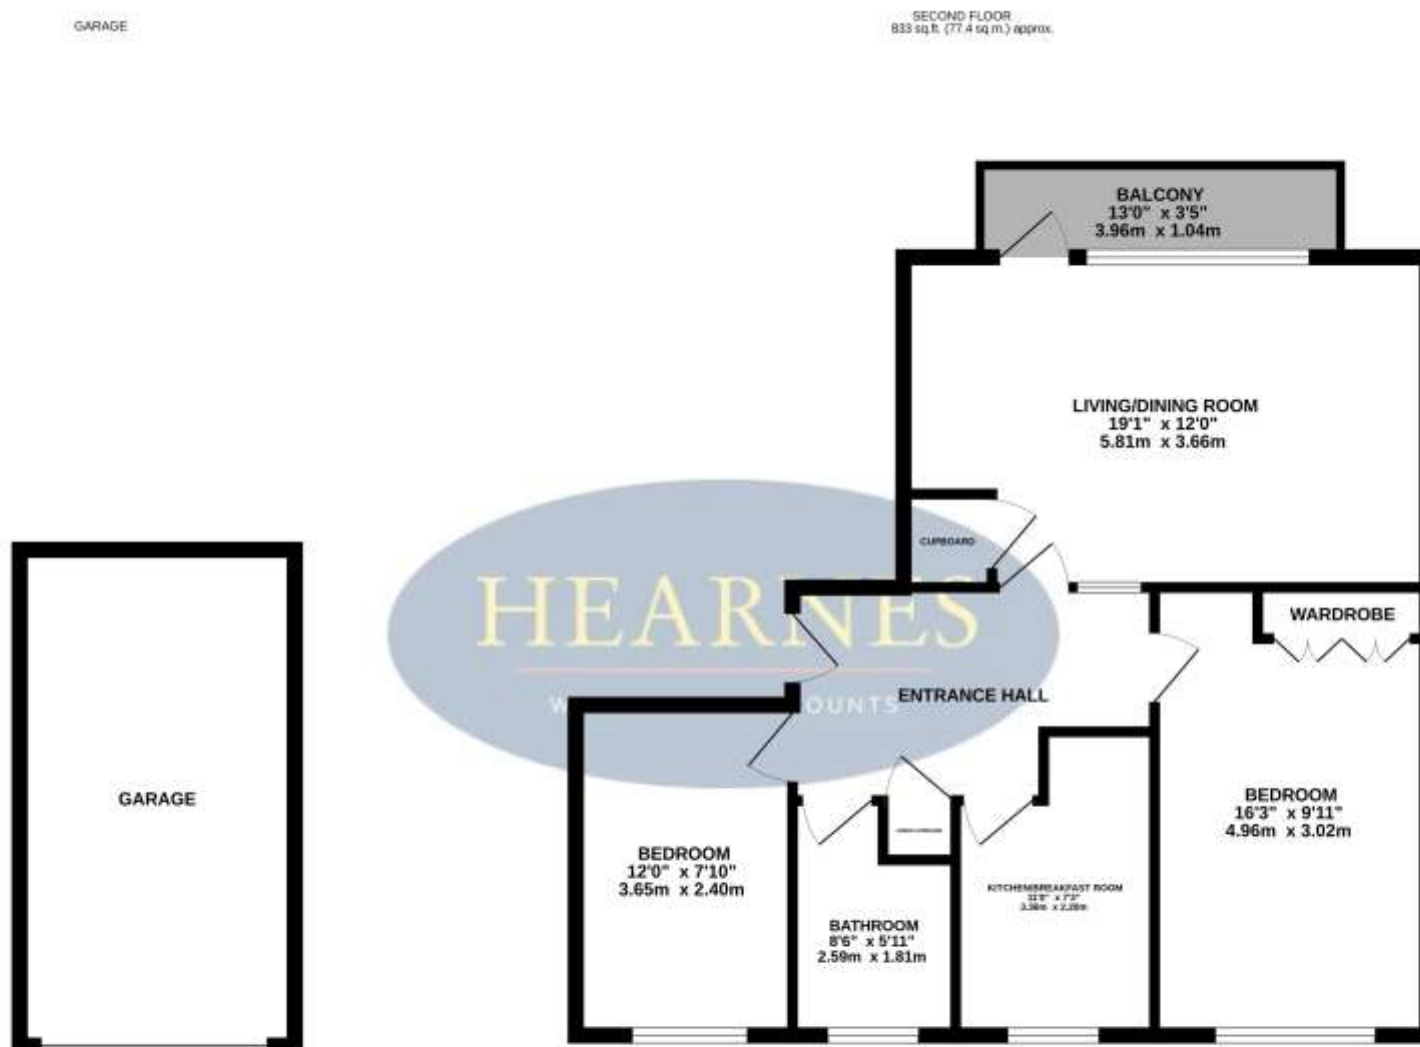 GARAGE
SECOND FLOOR
833 sq.ft. (77.4 sq.m.) approx.
BALCONY
13'0" x 3'5"
3.96m x 1.04m
LIVING/DINING ROOM
19'1" x 12'0"
5.81m x 3.66m
CUPBOARD
HEARNES
OUNTS
WARDROBE
ENTRANCE HALL
GARAGE
BEDROOM
16'3" x 9'11"
4.96m x 3.02m
BEDROOM
12'0" x 7'10"
3.65m x 2.40m
KITCHEN/BREAKFAST ROOM
BATHROOM
8'6" x 5'11"
2.59m x 1.81m